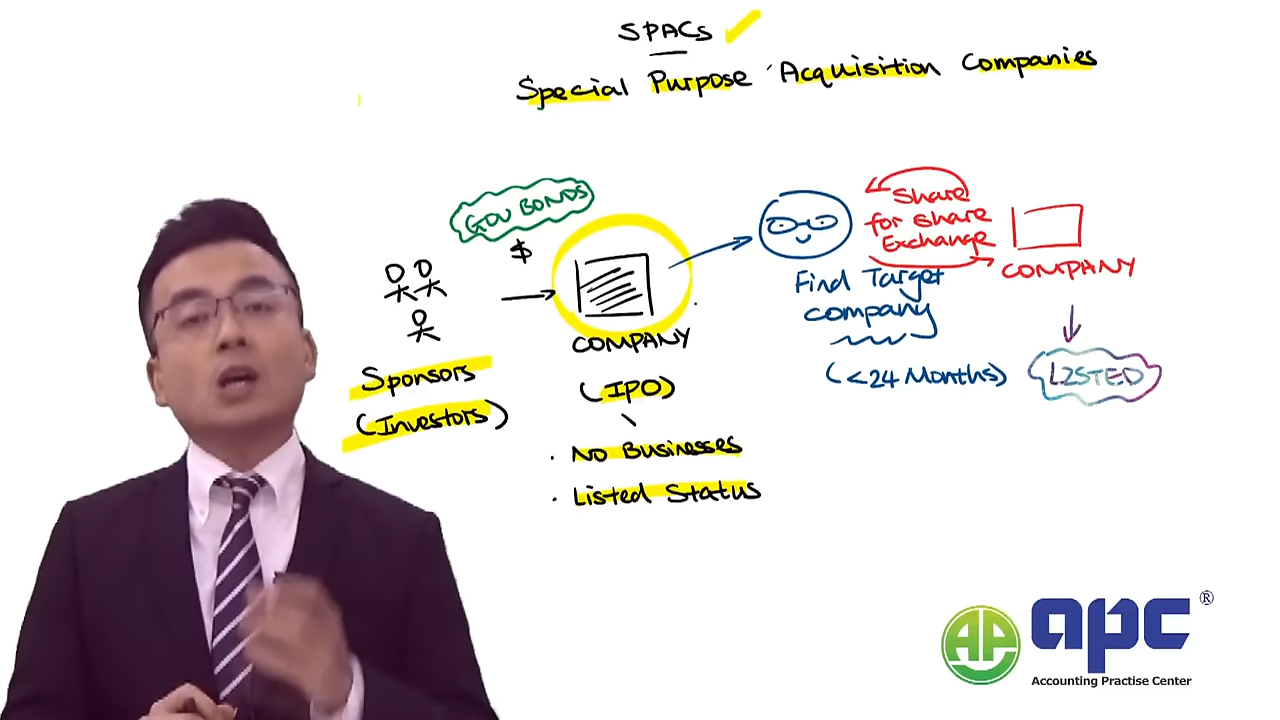 SPACs
Special Purpose Acquisition Companies
GOV BONDS
$
COMPANY
(IPO)
. No Businesses
. Listed Status
Sponsors
(Investors)
Find Target
company
(<24 Months)
Share
for share
Exchange
COMPANY
LISTED
AP
apc ®
Accounting Practise Center